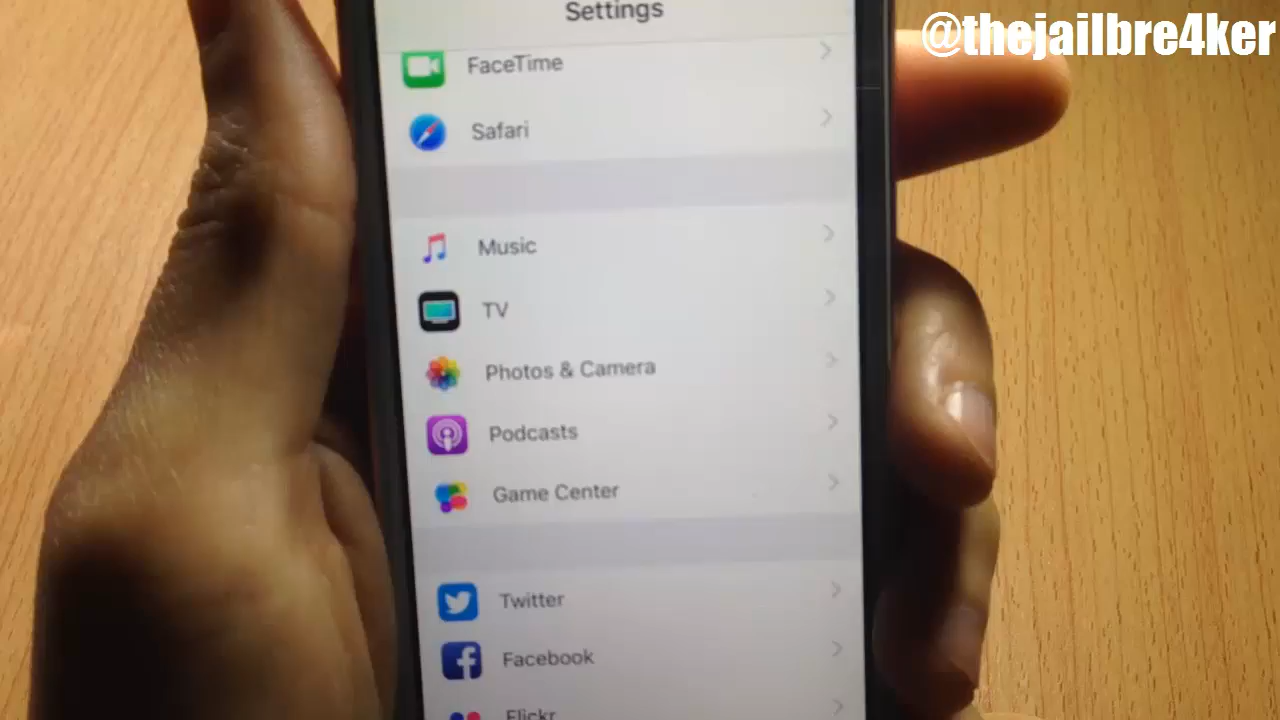 Settings
@thejailbre4ker
FaceTime
Safari
Music
TV
Photos & Camera
Podcasts
Game Center
Twitter
Facebook
Flickr